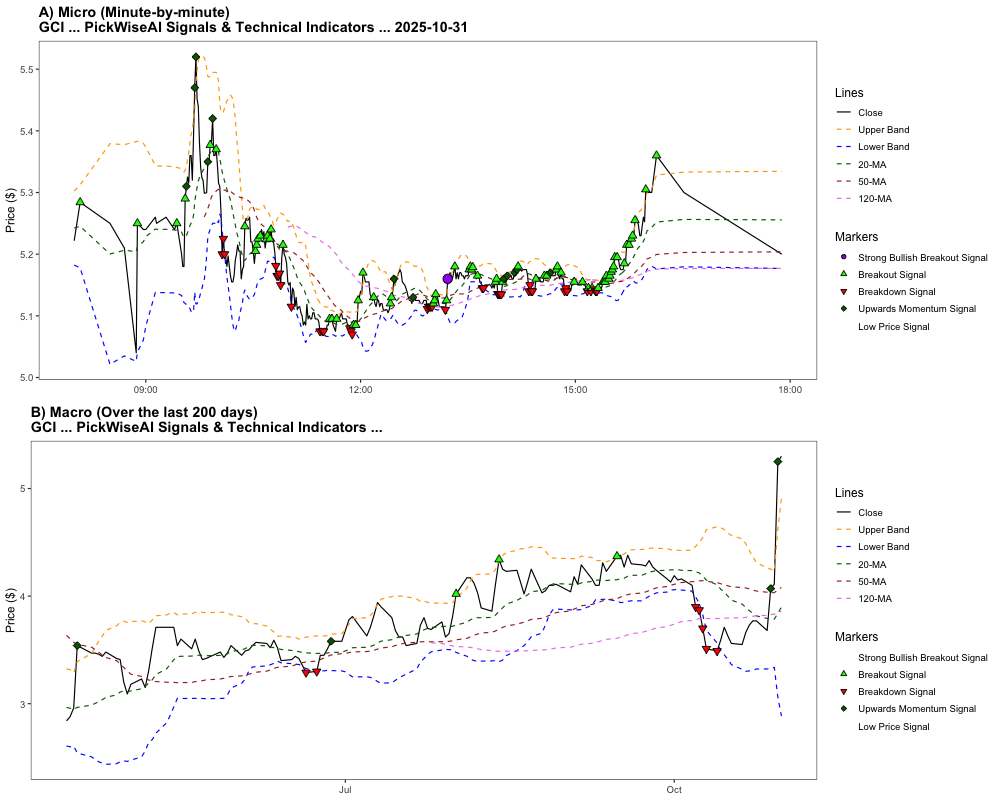 A) Micro (Minute-by-minute)
GCI ... PickWiseAI Signals & Technical Indicators ... 2025-10-31
Price ($)
5.5
5.4
5.3
5.2
5.1
5.0
09:00
12:00
15:00
18:00
Lines
Close
Upper Band
Lower Band
20-MA
50-MA
120-MA
Markers
Strong Bullish Breakout Signal
Breakout Signal
Breakdown Signal
Upwards Momentum Signal
Low Price Signal
B) Macro (Over the last 200 days)
GCI ... PickWiseAI Signals & Technical Indicators ...
Price ($)
5
4
3
Jul
Oct
Lines
Close
Upper Band
Lower Band
20-MA
50-MA
120-MA
Markers
Strong Bullish Breakout Signal
Breakout Signal
Breakdown Signal
Upwards Momentum Signal
Low Price Signal